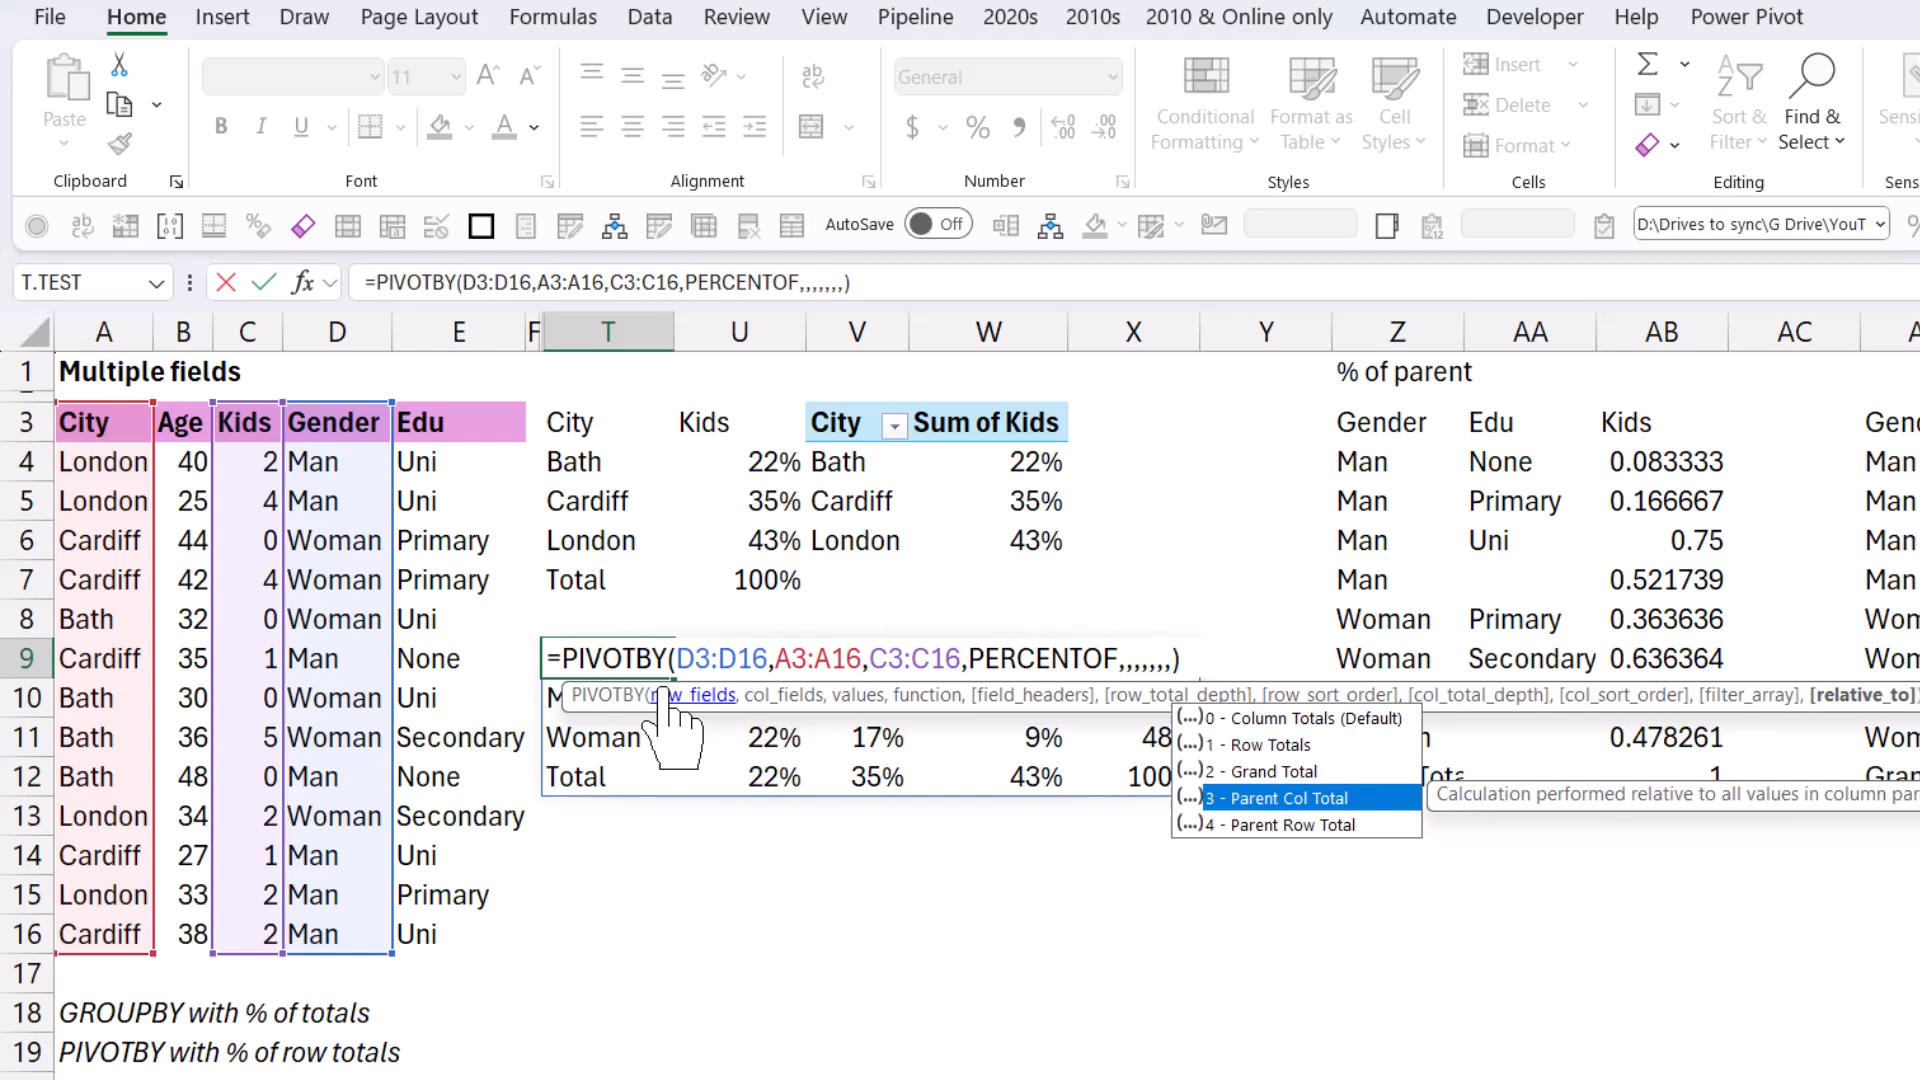 File Home Insert Draw Page Layout Formulas Data Review View Pipeline 2020s 2010s 2010 & Online only Automate Developer Help Power Pivot
Paste
11
General
Conditional Formatting
Format as Table
Cell Styles
Insert
Delete
Format
Sort & Filter
Find & Select
Sensi
Clipboard Font Alignment Number Styles Cells Editing Sens
AutoSave Off D:\Drives to sync\G Drive\YouT
T.TEST fx =PIVOTBY(D3:D16,A3:A16,C3:C16,PERCENTOF,,,,,,,)
A B C D E F T U V W X Y Z AA AB AC
1 Multiple fields % of parent
3 City Age Kids Gender Edu City Kids City Sum of Kids Gender Edu Kids Gend
4 London 40 2 Man Uni Bath 22% Bath 22% Man None 0.083333 Man
5 London 25 4 Man Uni Cardiff 35% Cardiff 35% Man Primary 0.166667 Man
6 Cardiff 44 0 Woman Primary London 43% London 43% Man Uni 0.75 Man
7 Cardiff 42 4 Woman Primary Total 100% Man 0.521739 Man
8 Bath 32 0 Woman Uni Woman Primary 0.363636 Wom
9 Cardiff 35 1 Man None =PIVOTBY(D3:D16,A3:A16,C3:C16,PERCENTOF,,,,,,,) Woman Secondary 0.636364 Wom
10 Bath 30 0 Woman Uni M PIVOTBY(row_fields, col_fields, values, function, [field_headers], [row_total_depth], [row_sort_order], [col_total_depth], [col_sort_order], [filter_array], [relative_to])
(...)0 - Column Totals (Default)
11 Bath 36 5 Woman Secondary Woman 22% 17% 9% 48 (...)1 - Row Totals 0.478261 Wom
(...)2 - Grand Total
12 Bath 48 0 Man None Total 22% 35% 43% 100 1 Gran
(...)3 - Parent Col Total Calculation performed relative to all values in column par
13 London 34 2 Woman Secondary (...)4 - Parent Row Total
14 Cardiff 27 1 Man Uni
15 London 33 2 Man Primary
16 Cardiff 38 2 Man Uni
17
18 GROUPBY with % of totals
19 PIVOTBY with % of row totals